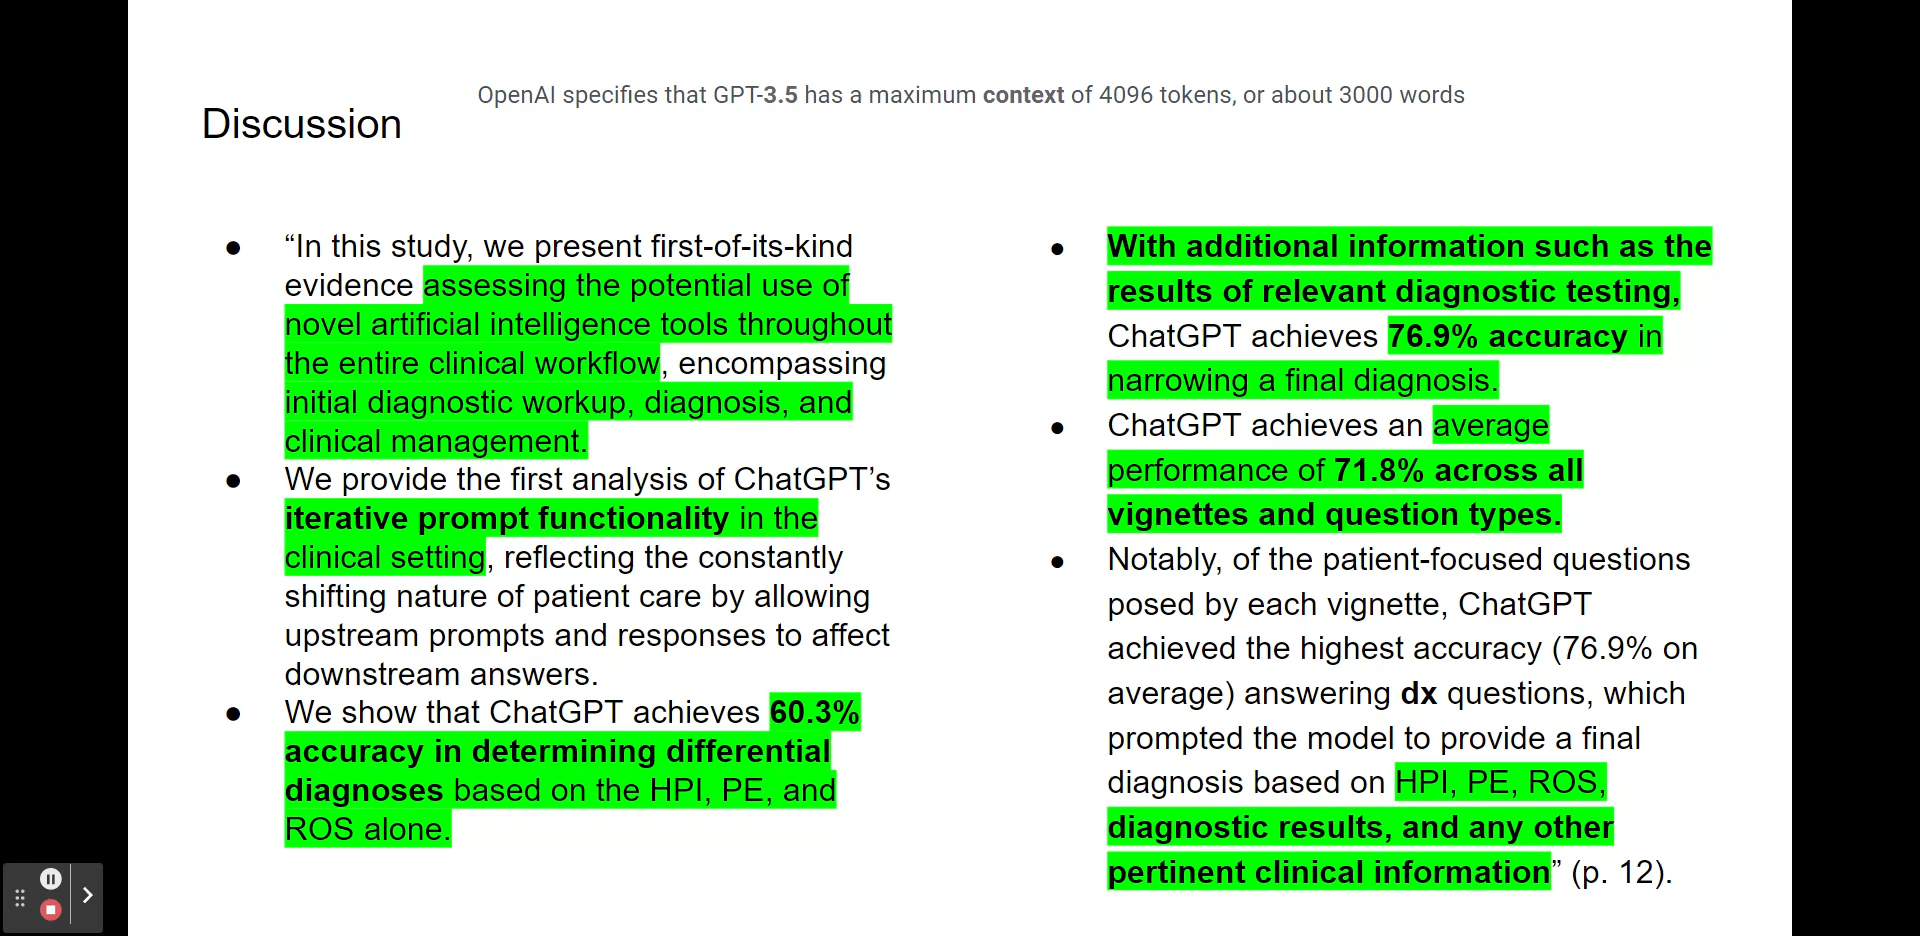 OpenAI specifies that GPT-3.5 has a maximum context of 4096 tokens, or about 3000 words
Discussion
● “In this study, we present first-of-its-kind
evidence assessing the potential use of
novel artificial intelligence tools throughout
the entire clinical workflow, encompassing
initial diagnostic workup, diagnosis, and
clinical management.
● We provide the first analysis of ChatGPT’s
iterative prompt functionality in the
clinical setting, reflecting the constantly
shifting nature of patient care by allowing
upstream prompts and responses to affect
downstream answers.
● We show that ChatGPT achieves 60.3%
accuracy in determining differential
diagnoses based on the HPI, PE, and
ROS alone.
● With additional information such as the
results of relevant diagnostic testing,
ChatGPT achieves 76.9% accuracy in
narrowing a final diagnosis.
● ChatGPT achieves an average
performance of 71.8% across all
vignettes and question types.
● Notably, of the patient-focused questions
posed by each vignette, ChatGPT
achieved the highest accuracy (76.9% on
average) answering dx questions, which
prompted the model to provide a final
diagnosis based on HPI, PE, ROS,
diagnostic results, and any other
pertinent clinical information” (p. 12).